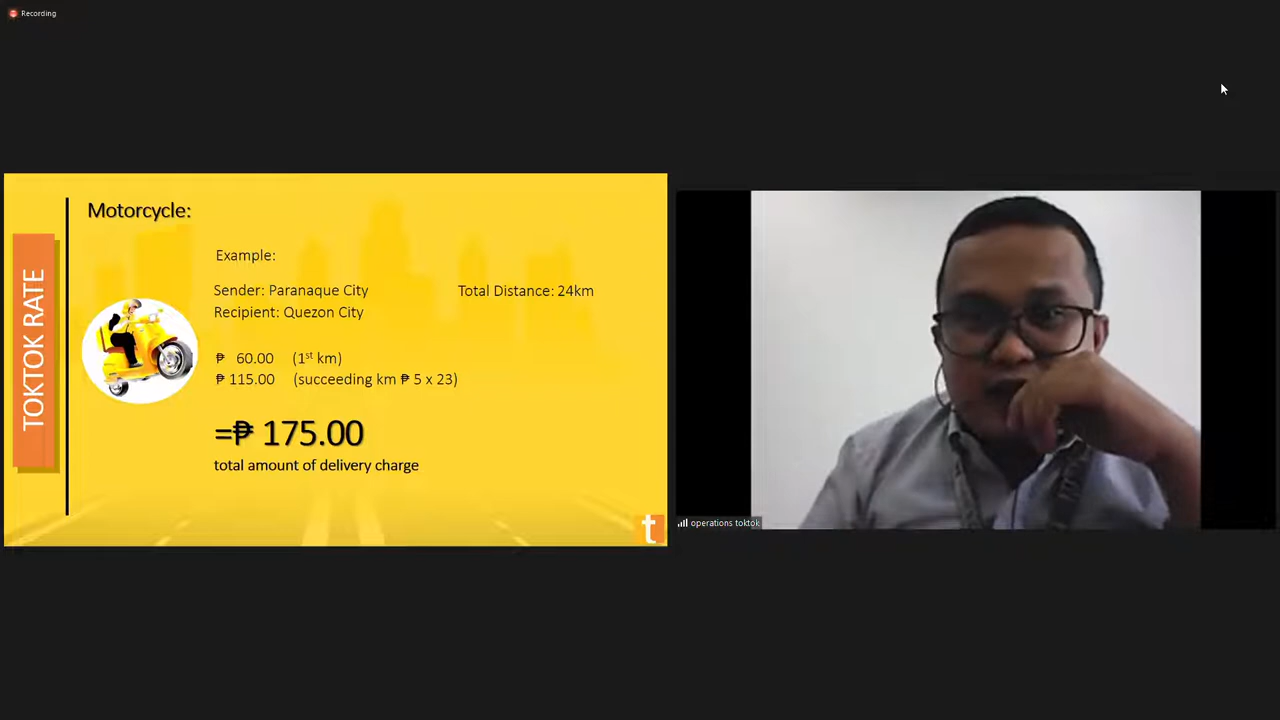 Recording
Motorcycle:
TOKTOK RATE
Example:
Sender: Paranaque City
Total Distance: 24km
Recipient: Quezon City
₱ 60.00 (1st km)
₱ 115.00 (succeeding km ₱ 5 x 23)
=₱ 175.00
total amount of delivery charge
t
operations toktok